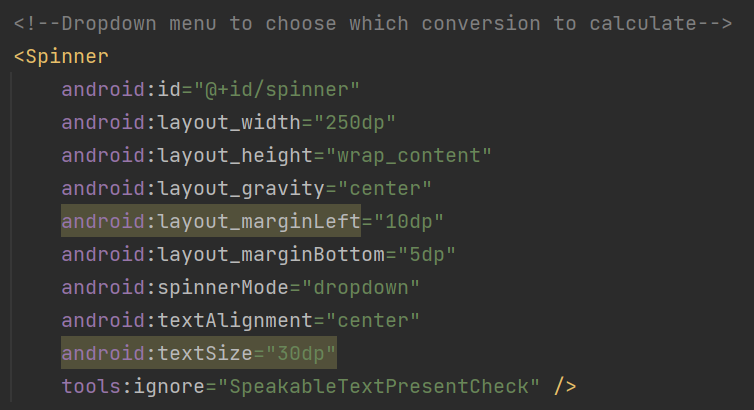 <!--Dropdown menu to choose which conversion to calculate-->
<Spinner
android:id="@+id/spinner"
android:layout_width="250dp"
android:layout_height="wrap_content"
android:layout_gravity="center"
android:layout_marginLeft="10dp"
android:layout_marginBottom="5dp"
android:spinnerMode="dropdown"
android:textAlignment="center"
android:textSize="30dp"
tools:ignore="SpeakableTextPresentCheck" />